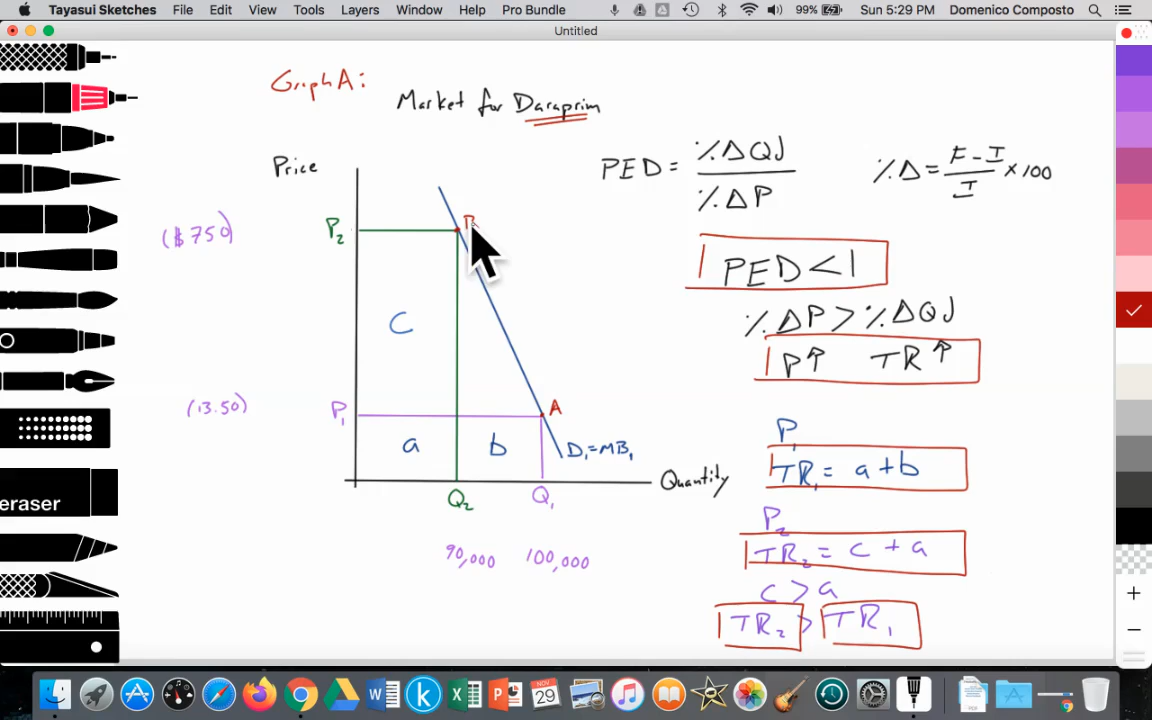 Tayasui Sketches File Edit View Tools Layers Window Help Pro Bundle 99% Sun 5:29 PM Domenico Composto
Untitled
Graph A:
Market for Daraprim
Price
PED = %ΔQd / %ΔP
%Δ = F - I / I × 100
($750)
P₂
B
PED < 1
%ΔP > %ΔQd
P↑ TR↑
C
(13.50)
P₁
A
a
b
D₁=MB₁
Quantity
Q₂
Q₁
90,000
100,000
P₁
TR₁ = a + b
P₂
TR₂ = c + a
c > a
TR₂ > TR₁
eraser
NOV
29